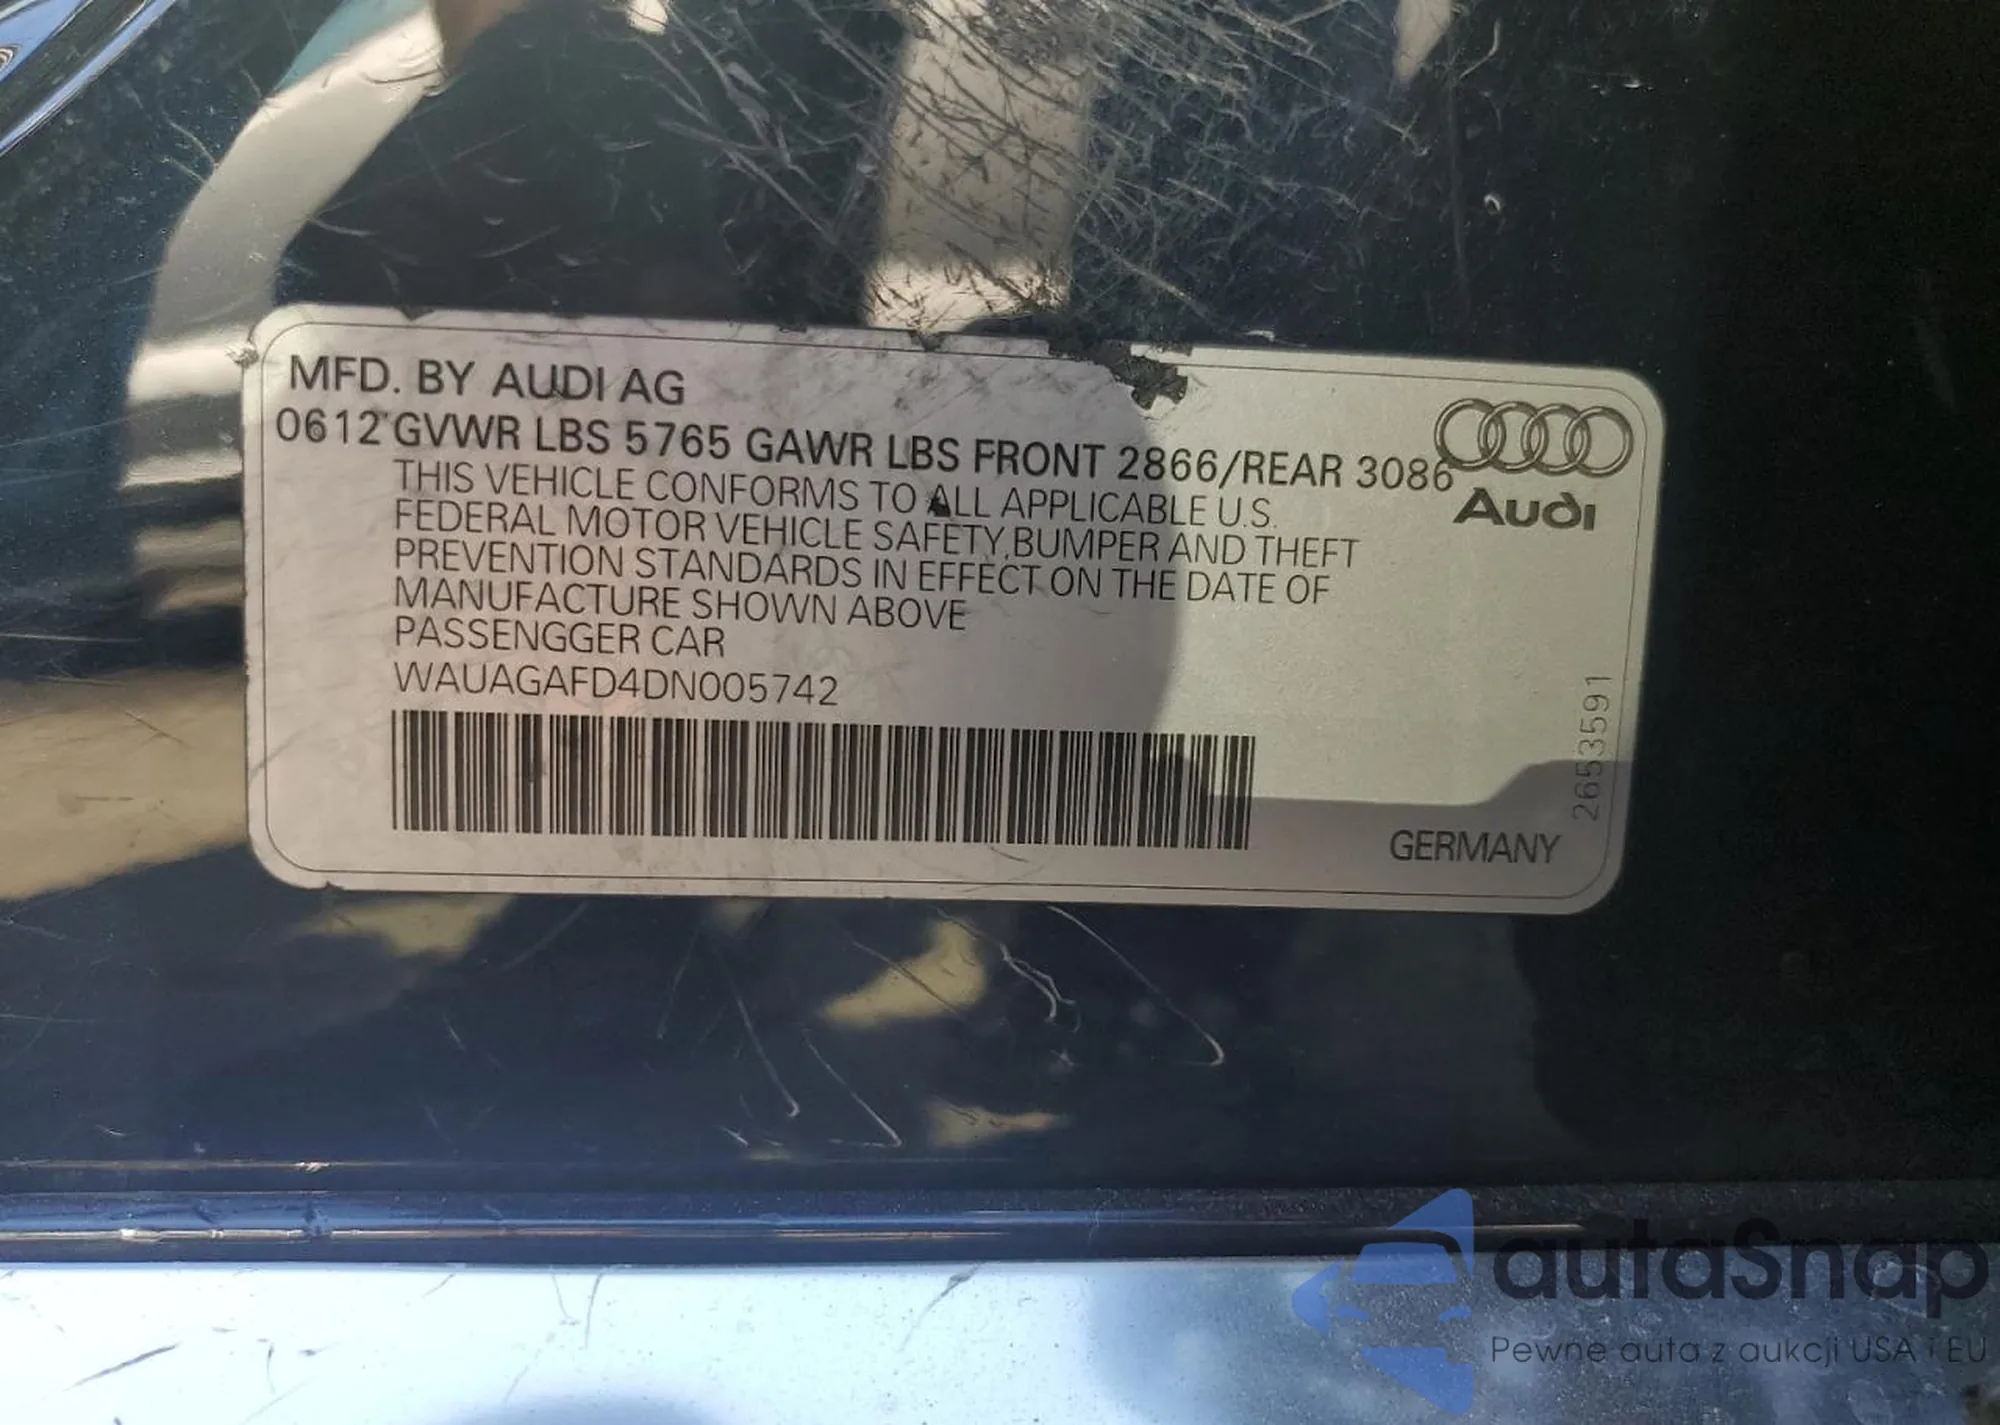 MFD. BY AUDI AG
0612 GVWR LBS 5765 GAWR LBS FRONT 2866/REAR 3086
THIS VEHICLE CONFORMS TO ALL APPLICABLE U.S.
FEDERAL MOTOR VEHICLE SAFETY,BUMPER AND THEFT
PREVENTION STANDARDS IN EFFECT ON THE DATE OF
MANUFACTURE SHOWN ABOVE
PASSENGGER CAR
WAUAGAFD4DN005742
Audi
2653591
GERMANY
autaSnap
Pewne auta z aukcji USA i EU